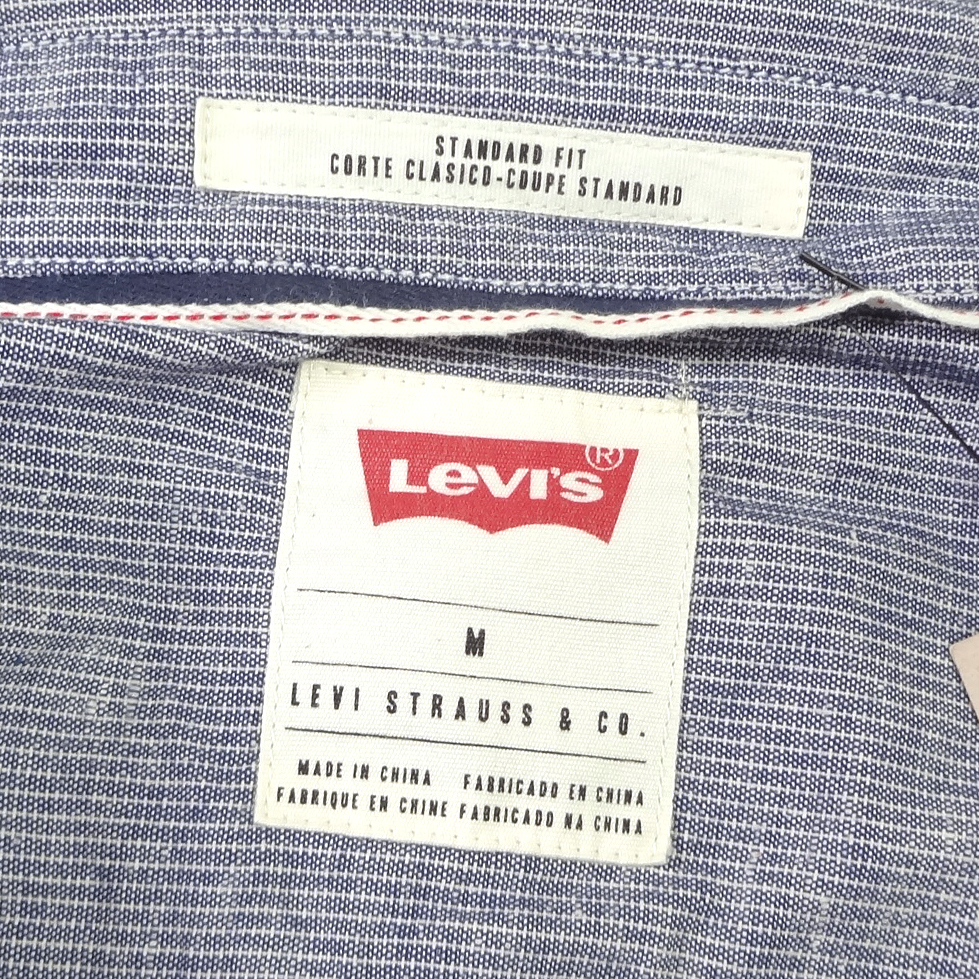 STANDARD FIT
CORTE CLASICO-COUPE STANDARD
Levi's ®
M
LEVI STRAUSS & CO.
MADE IN CHINA FABRICADO EN CHINA
FABRIQUE EN CHINE FABRICADO NA CHINA